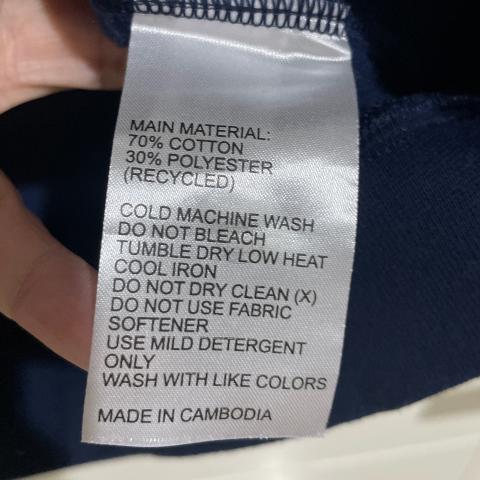 MAIN MATERIAL:
70% COTTON
30% POLYESTER
(RECYCLED)
COLD MACHINE WASH
DO NOT BLEACH
TUMBLE DRY LOW HEAT
COOL IRON
DO NOT DRY CLEAN (X)
DO NOT USE FABRIC
SOFTENER
USE MILD DETERGENT
ONLY
WASH WITH LIKE COLORS
MADE IN CAMBODIA